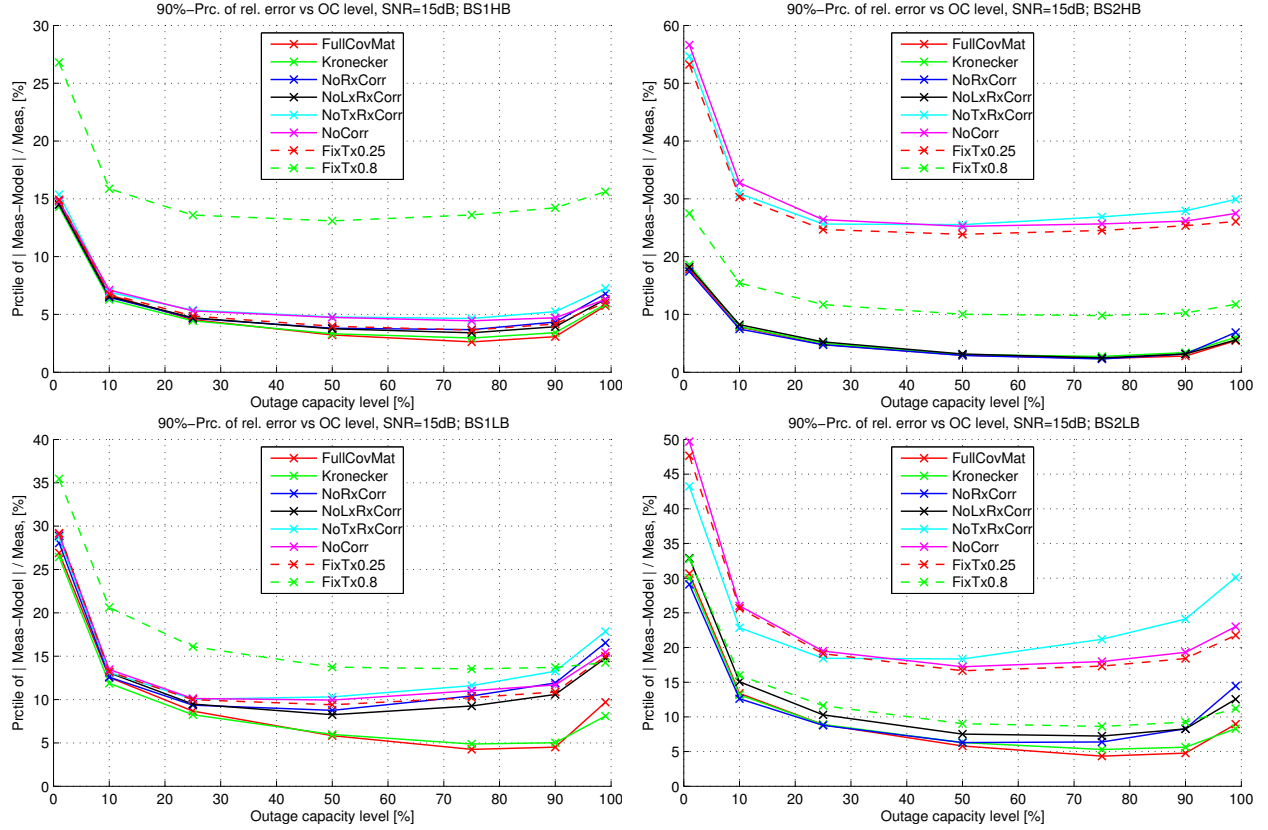 90%−Prc. of rel. error vs OC level, SNR=15dB; BS1HB
30
25
20
15
10
5
0
Prctile of | Meas−Model | / Meas, [%]
FullCovMat
Kronecker
NoRxCorr
NoLxRxCorr
NoTxRxCorr
NoCorr
FixTx0.25
FixTx0.8
0 10 20 30 40 50 60 70 80 90 100
Outage capacity level [%]
90%−Prc. of rel. error vs OC level, SNR=15dB; BS2HB
60
50
40
30
20
10
0
Prctile of | Meas−Model | / Meas, [%]
FullCovMat
Kronecker
NoRxCorr
NoLxRxCorr
NoTxRxCorr
NoCorr
FixTx0.25
FixTx0.8
0 10 20 30 40 50 60 70 80 90 100
Outage capacity level [%]
90%−Prc. of rel. error vs OC level, SNR=15dB; BS1LB
40
35
30
25
20
15
10
5
0
Prctile of | Meas−Model | / Meas, [%]
FullCovMat
Kronecker
NoRxCorr
NoLxRxCorr
NoTxRxCorr
NoCorr
FixTx0.25
FixTx0.8
0 10 20 30 40 50 60 70 80 90 100
Outage capacity level [%]
90%−Prc. of rel. error vs OC level, SNR=15dB; BS2LB
50
45
40
35
30
25
20
15
10
5
0
Prctile of | Meas−Model | / Meas, [%]
FullCovMat
Kronecker
NoRxCorr
NoLxRxCorr
NoTxRxCorr
NoCorr
FixTx0.25
FixTx0.8
0 10 20 30 40 50 60 70 80 90 100
Outage capacity level [%]